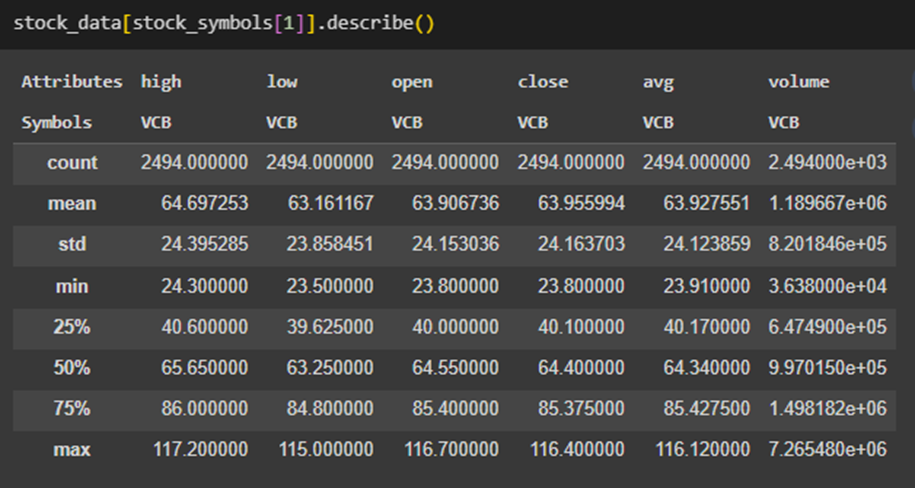 stock_data[stock_symbols[1]].describe()
Attributes high low open close avg volume
Symbols VCB VCB VCB VCB VCB VCB
count 2494.000000 2494.000000 2494.000000 2494.000000 2494.000000 2.494000e+03
mean 64.697253 63.161167 63.906736 63.955994 63.927551 1.189667e+06
std 24.395285 23.858451 24.153036 24.163703 24.123859 8.201846e+05
min 24.300000 23.500000 23.800000 23.800000 23.910000 3.638000e+04
25% 40.600000 39.625000 40.000000 40.100000 40.170000 6.474900e+05
50% 65.650000 63.250000 64.550000 64.400000 64.340000 9.970150e+05
75% 86.000000 84.800000 85.400000 85.375000 85.427500 1.498182e+06
max 117.200000 115.000000 116.700000 116.400000 116.120000 7.265480e+06